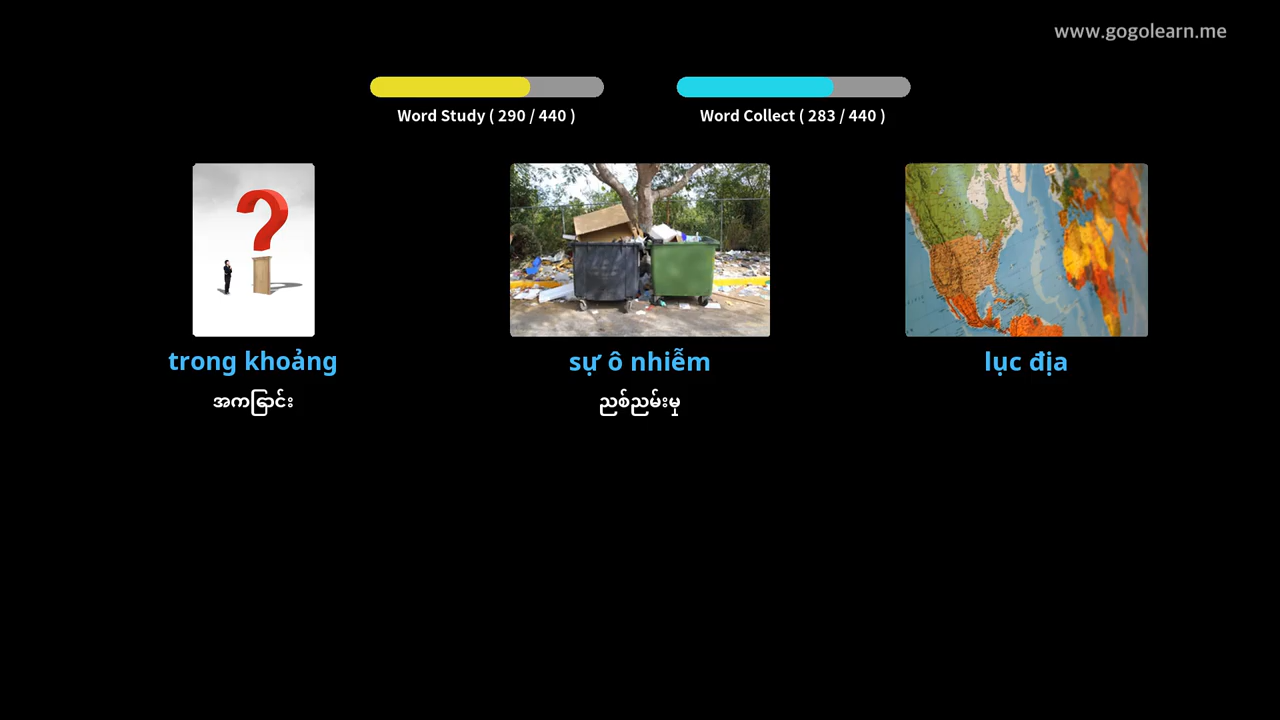 www.gogolearn.me
Word Study ( 290 / 440 )
Word Collect ( 283 / 440 )
trong khoảng
sự ô nhiễm
lục địa
အကြောင်း
ညစ်ညမ်းမှု